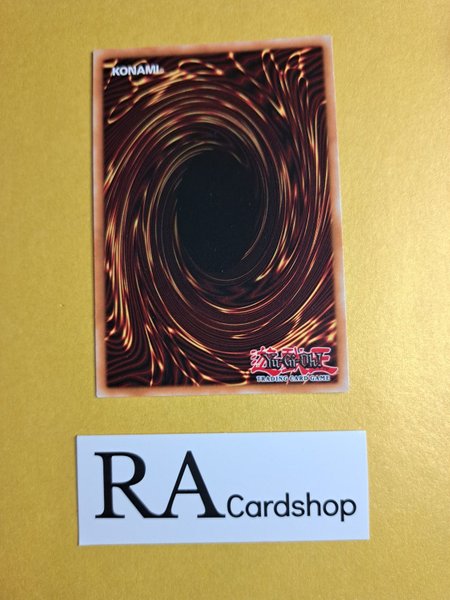 KONAMI®
Yu-Gi-Oh!
TRADING CARD GAME
RA Cardshop